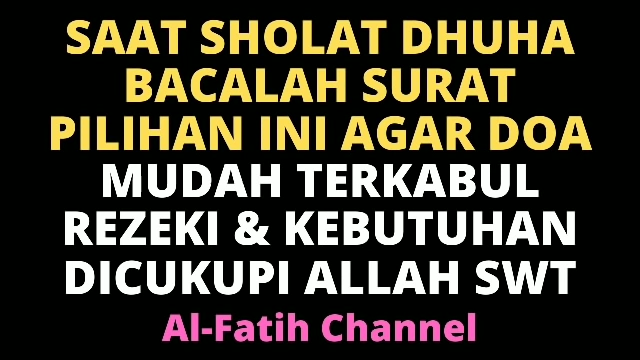 SAAT SHOLAT DHUHA
BACALAH SURAT
PILIHAN INI AGAR DOA
MUDAH TERKABUL
REZEKI & KEBUTUHAN
DICUKUPI ALLAH SWT
Al-Fatih Channel